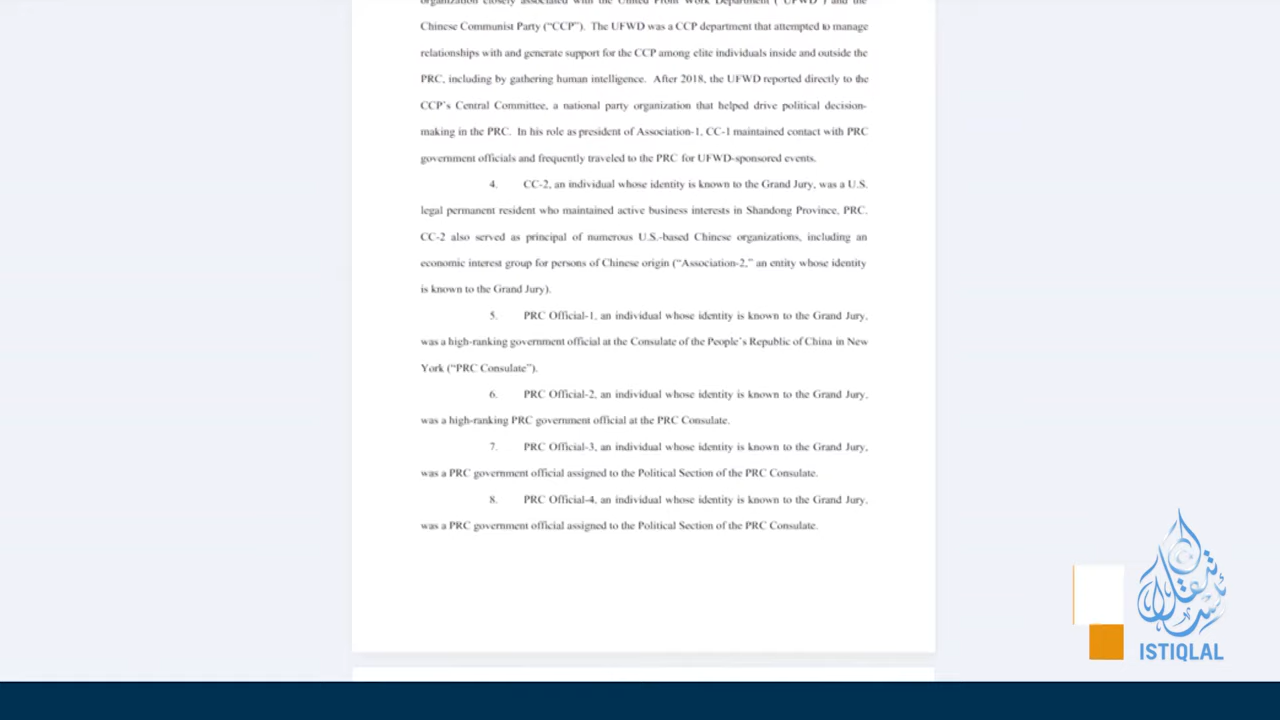 organization closely associated with the United Front Work Department ("UFWD") and the
Chinese Communist Party ("CCP"). The UFWD was a CCP department that attempted to manage
relationships with and generate support for the CCP among elite individuals inside and outside the
PRC, including by gathering human intelligence. After 2018, the UFWD reported directly to the
CCP's Central Committee, a national party organization that helped drive political decision-
making in the PRC. In his role as president of Association-1, CC-1 maintained contact with PRC
government officials and frequently traveled to the PRC for UFWD-sponsored events.
4. CC-2, an individual whose identity is known to the Grand Jury, was a U.S.
legal permanent resident who maintained active business interests in Shandong Province, PRC.
CC-2 also served as principal of numerous U.S.-based Chinese organizations, including an
economic interest group for persons of Chinese origin ("Association-2," an entity whose identity
is known to the Grand Jury).
5. PRC Official-1, an individual whose identity is known to the Grand Jury,
was a high-ranking government official at the Consulate of the People's Republic of China in New
York ("PRC Consulate").
6. PRC Official-2, an individual whose identity is known to the Grand Jury,
was a high-ranking PRC government official at the PRC Consulate.
7. PRC Official-3, an individual whose identity is known to the Grand Jury,
was a PRC government official assigned to the Political Section of the PRC Consulate.
8. PRC Official-4, an individual whose identity is known to the Grand Jury,
was a PRC government official assigned to the Political Section of the PRC Consulate.
ISTIQLAL